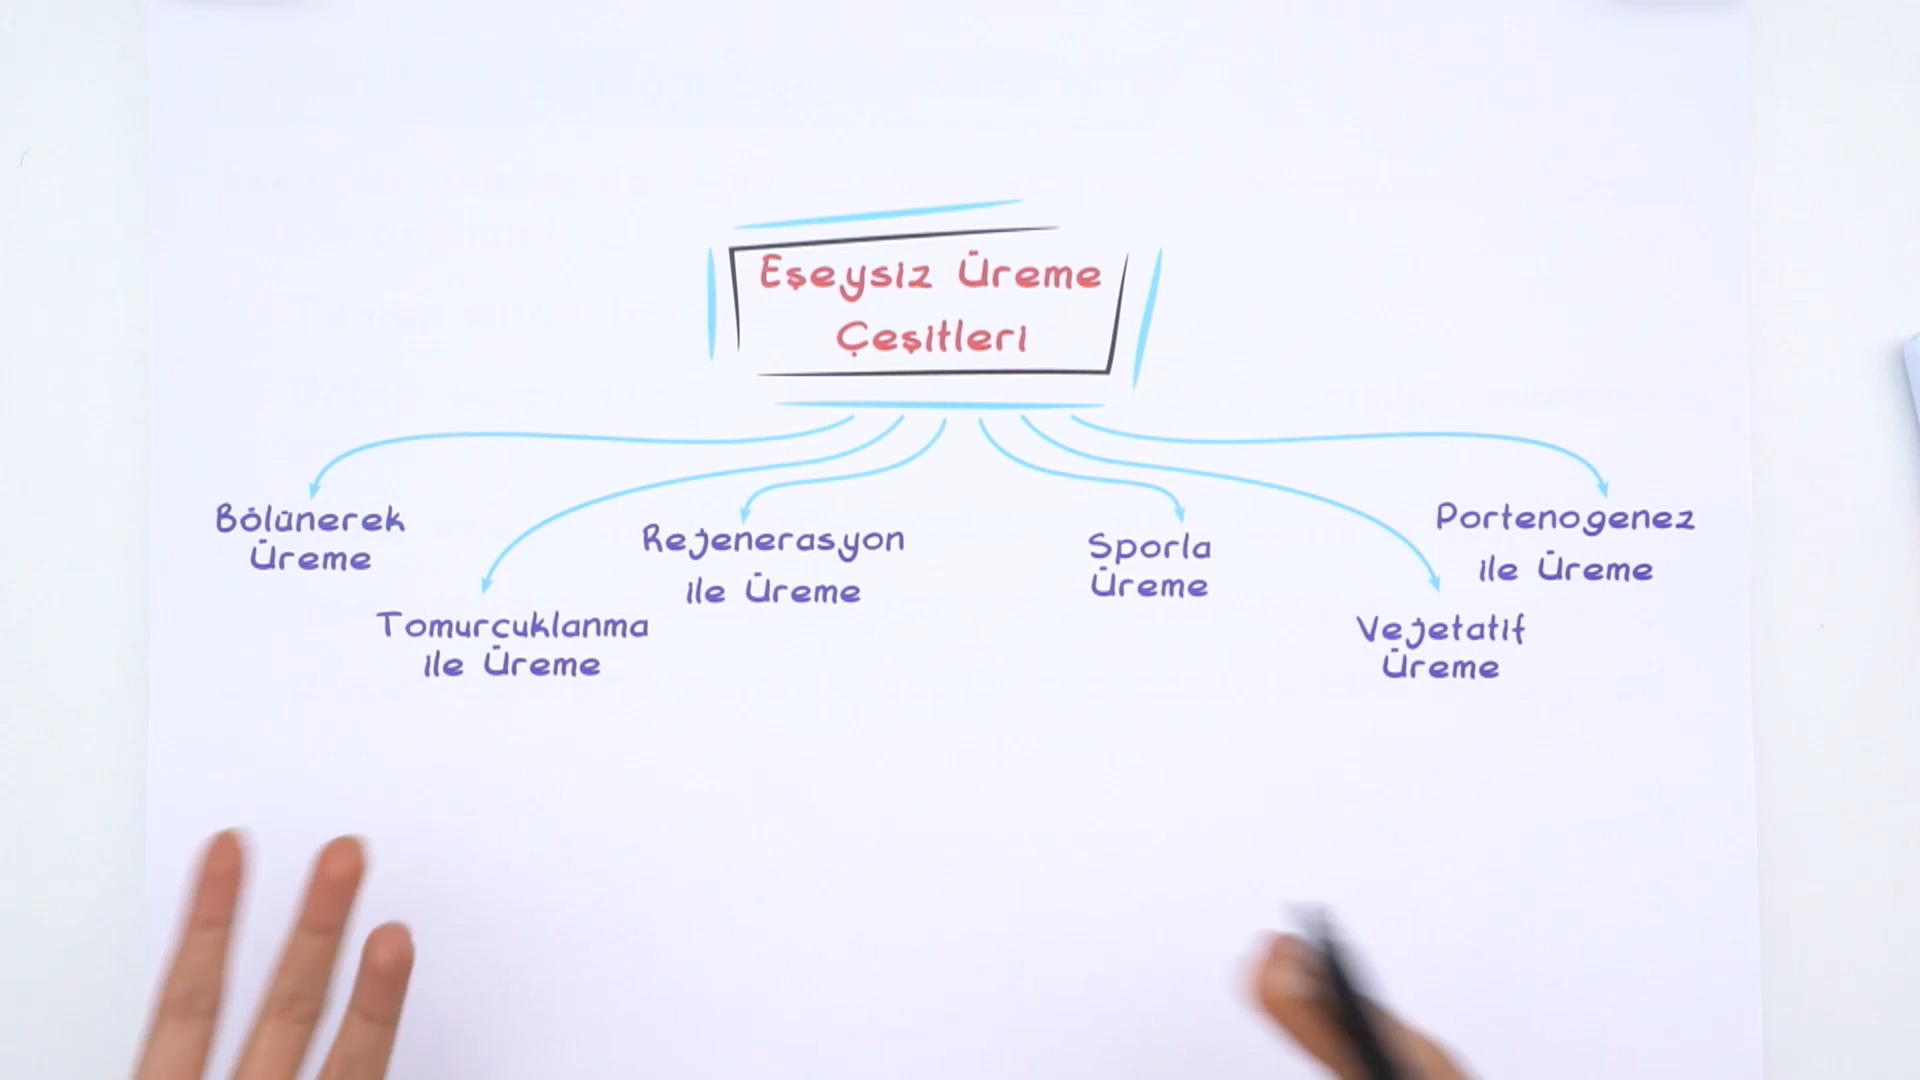 Eşeysiz Üreme
Çeşitleri
Bölünerek
Üreme
Tomurcuklanma
ile Üreme
Rejenerasyon
ile Üreme
Sporla
Üreme
Vejetatif
Üreme
Portenogenez
ile Üreme